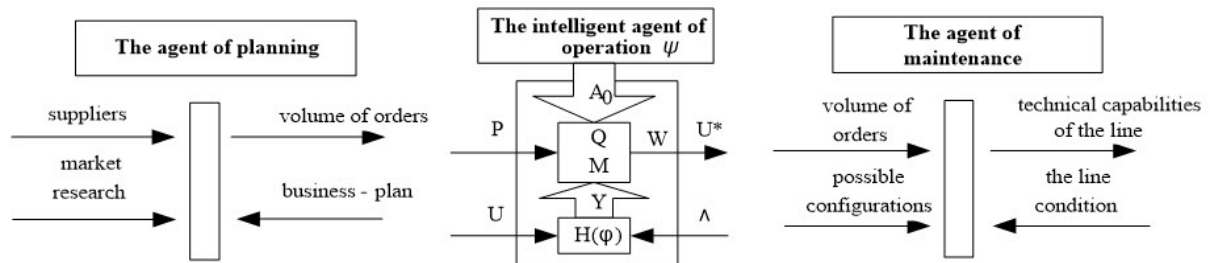 The agent of planning
suppliers
volume of orders
market
research
business - plan
The intelligent agent of
operation ψ
A0
P
Q
M
W
U*
Y
U
H(φ)
∧
The agent of
maintenance
volume of
orders
technical capabilities
of the line
possible
configurations
the line
condition